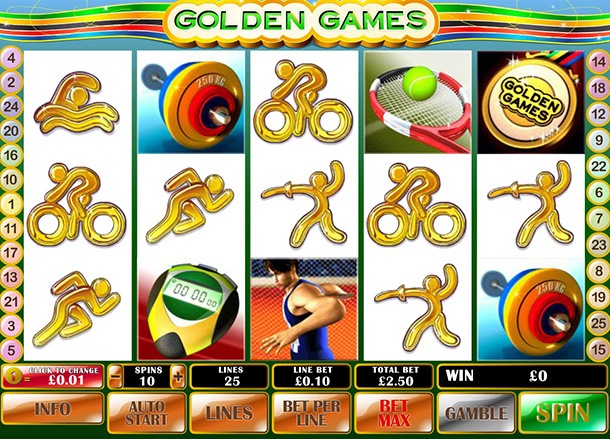 GOLDEN GAMES
4
2
24
20
16
10
1
11
17
13
21
3
5
250 KG
GOLDEN
GAMES
00 00 00
250 KG
14
18
12
9
22
6
7
23
8
19
25
15
1 = CLICK TO CHANGE
£0.01
SPINS
- 10 +
LINES
25
LINE BET
£0.10
TOTAL BET
£2.50
WIN £0
INFO
AUTO
START
LINES
BET PER
LINE
BET
MAX
GAMBLE
SPIN